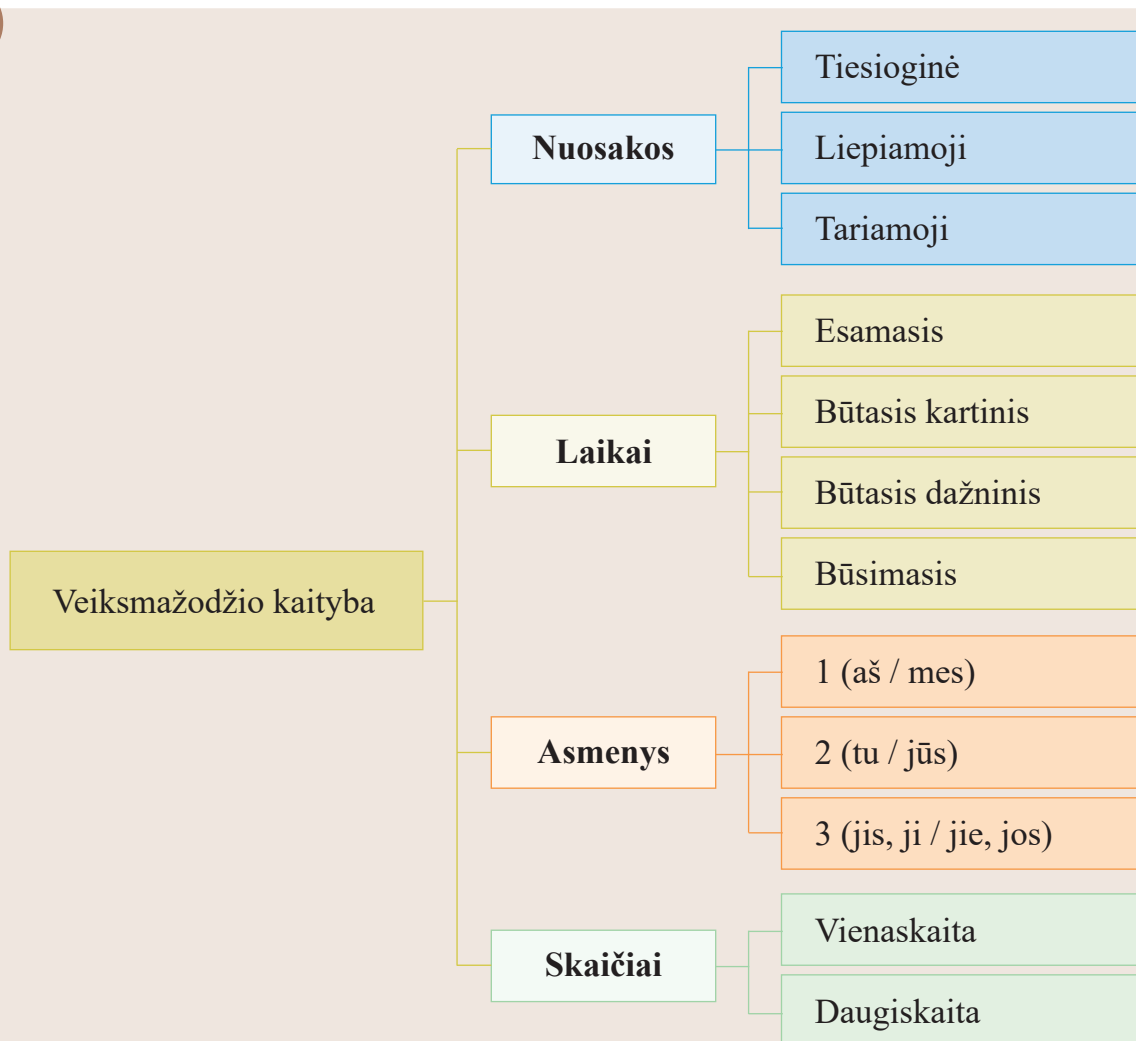 Veiksmažodžio kaityba
Nuosakos
Tiesioginė
Liepiamoji
Tariamoji
Laikai
Esamasis
Būtasis kartinis
Būtasis dažninis
Būsimasis
Asmenys
1 (aš / mes)
2 (tu / jūs)
3 (jis, ji / jie, jos)
Skaičiai
Vienaskaita
Daugiskaita